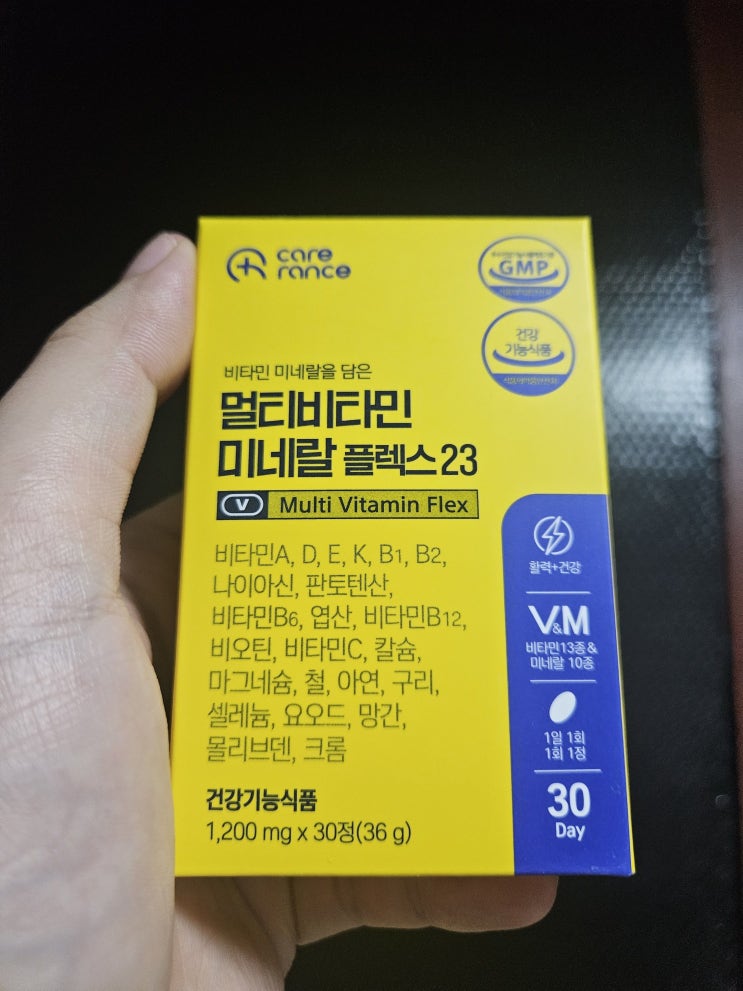 care
rance
GMP
건강
기능식품
비타민 미네랄을 담은
멀티비타민
미네랄 플렉스 23
V Multi Vitamin Flex
비타민A, D, E, K, B1, B2,
나이아신, 판토텐산,
비타민B6, 엽산, 비타민B12,
비오틴, 비타민C, 칼슘,
마그네슘, 철, 아연, 구리,
셀레늄, 요오드, 망간,
몰리브덴, 크롬
건강기능식품
1,200 mg x 30정(36 g)
활력+건강
V&M
비타민13종&
미네랄 10종
1일 1회
1회 1정
30
Day